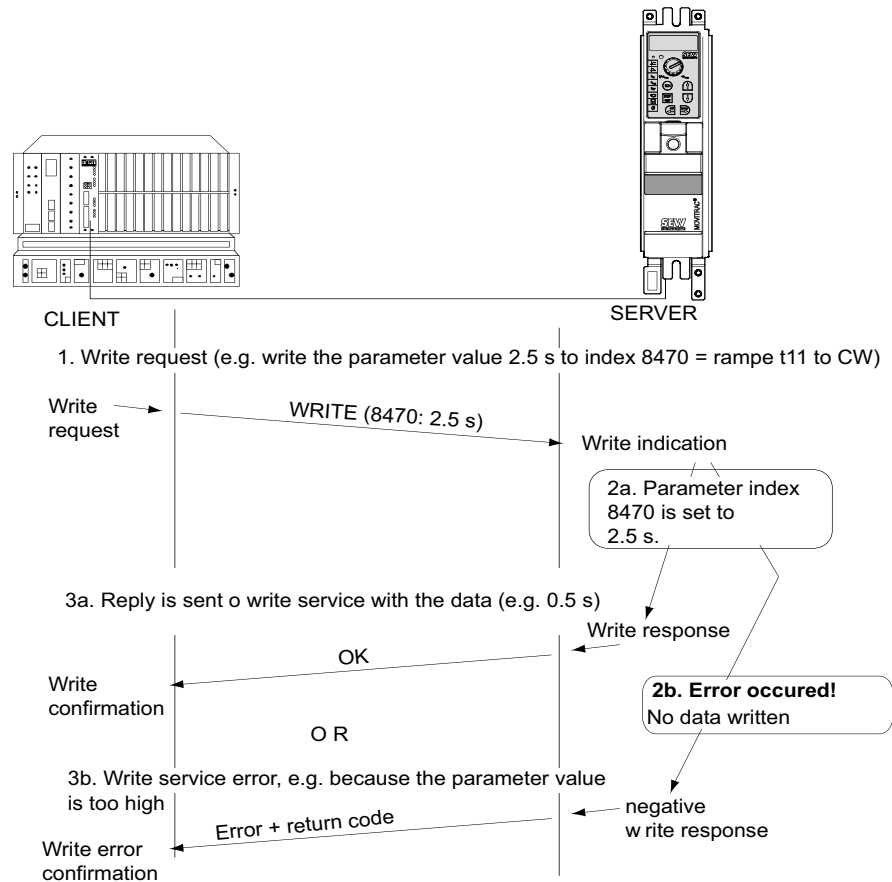 SEW
MOVITRAC®
CLIENT
SERVER
1. Write request (e.g. write the parameter value 2.5 s to index 8470 = rampe t11 to CW)
Write
request
WRITE (8470: 2.5 s)
Write indication
2a. Parameter index
8470 is set to
2.5 s.
3a. Reply is sent o write service with the data (e.g. 0.5 s)
Write response
OK
Write
confirmation
2b. Error occured!
No data written
O R
3b. Write service error, e.g. because the parameter value
is too high
Error + return code
negative
w rite response
Write error
confirmation